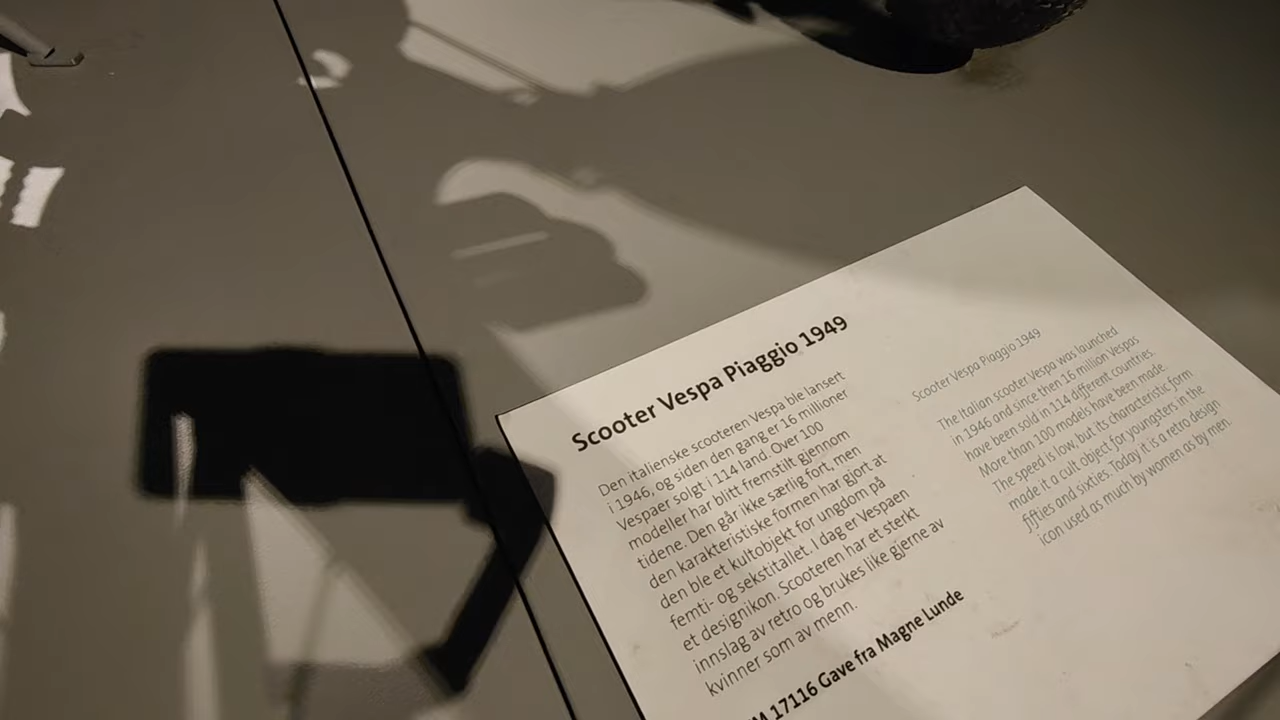 Scooter Vespa Piaggio 1949
Den italienske scooteren Vespa ble lansert
i 1946, og siden den gang er 16 millioner
Vespaer solgt i 114 land. Over 100
modeller har blitt fremstilt gjennom
tidene. Den går ikke særlig fort, men
den karakteristiske formen har gjort at
den ble et kultobjekt for ungdom på
femti- og sekstitallet. I dag er Vespaen
et designikon. Scooteren har et sterkt
innslag av retro og brukes like gjerne av
kvinner som av menn.
17116 Gave fra Magne Lunde
Scooter Vespa Piaggio 1949
The italian scooter Vespa was launched
in 1946 and since then 16 million Vespas
have been sold in 114 different countries.
More than 100 models have been made.
The speed is low, but its characteristic form
made it a cult object for youngsters in the
fifties and sixties. Today it is a retro design
icon used as much by women as by men.